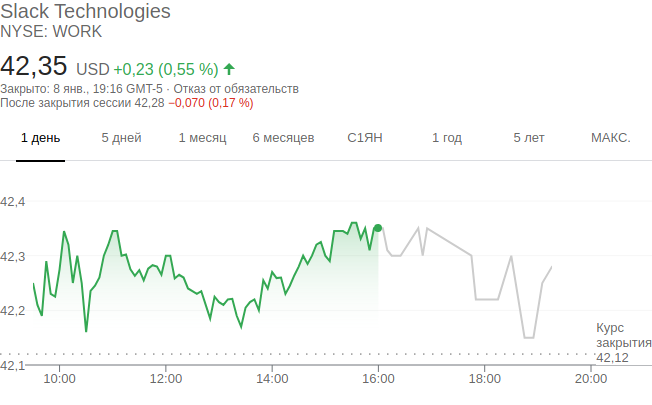 Slack Technologies
NYSE: WORK
42,35 USD +0,23 (0,55 %)
Закрыто: 8 янв., 19:16 GMT-5 · Отказ от обязательств
После закрытия сессии 42,28 −0,070 (0,17 %)
1 день 5 дней 1 месяц 6 месяцев С1ЯН 1 год 5 лет МАКС.
42,4
42,3
42,2
Курс
закрытия
42,12
42,1
10:00 12:00 14:00 16:00 18:00 20:00